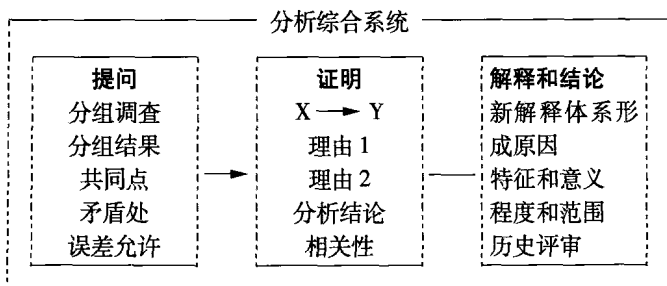 分析综合系统
提问
分组调查
分组结果
共同点
矛盾处
误差允许
证明
X → Y
理由1
理由2
分析结论
相关性
解释和结论
新解释体系形
成原因
特征和意义
程度和范围
历史评审